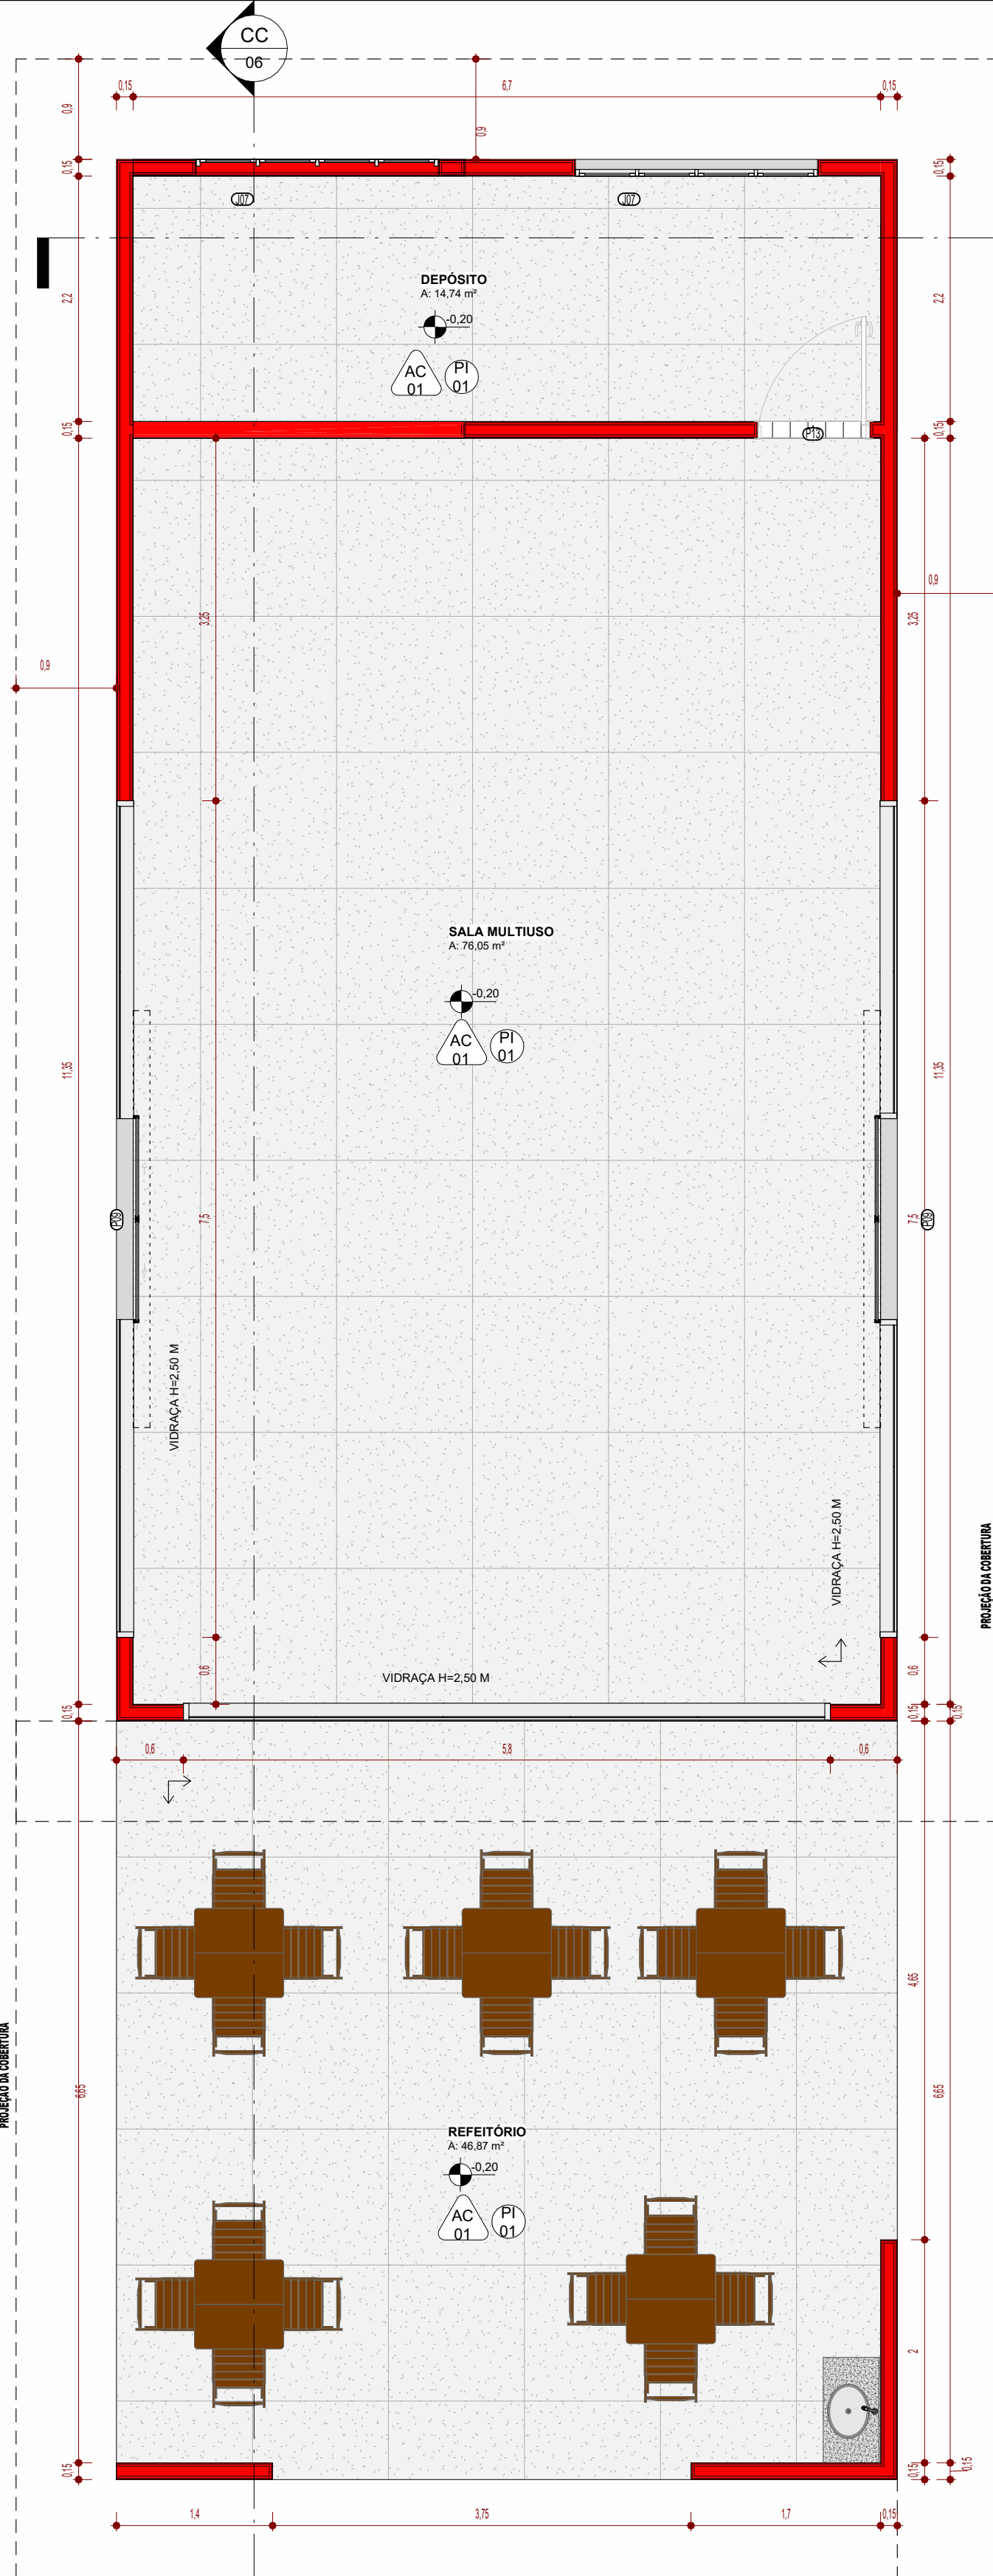 CC
06
0,15
6,7
0,15
0,9
0,9
0,15
0,15
J07
J07
DEPÓSITO
A: 14,74 m²
-0,20
2,2
2,2
AC
01
PI
01
0,15
P13
0,15
0,9
3,25
3,25
0,9
SALA MULTIUSO
A: 76,05 m²
-0,20
AC
01
PI
01
11,35
11,35
P09
7,5
7,5
P09
VIDRAÇA H=2,50 M
VIDRAÇA H=2,50 M
PROJEÇÃO DA COBERTURA
0,6
VIDRAÇA H=2,50 M
0,6
0,15
0,15
0,15
0,6
5,8
0,6
4,65
PROJEÇÃO DA COBERTURA
6,65
6,65
REFEITÓRIO
A: 46,87 m²
-0,20
AC
01
PI
01
2
0,15
0,15
0,15
1,4
3,75
1,7
0,15